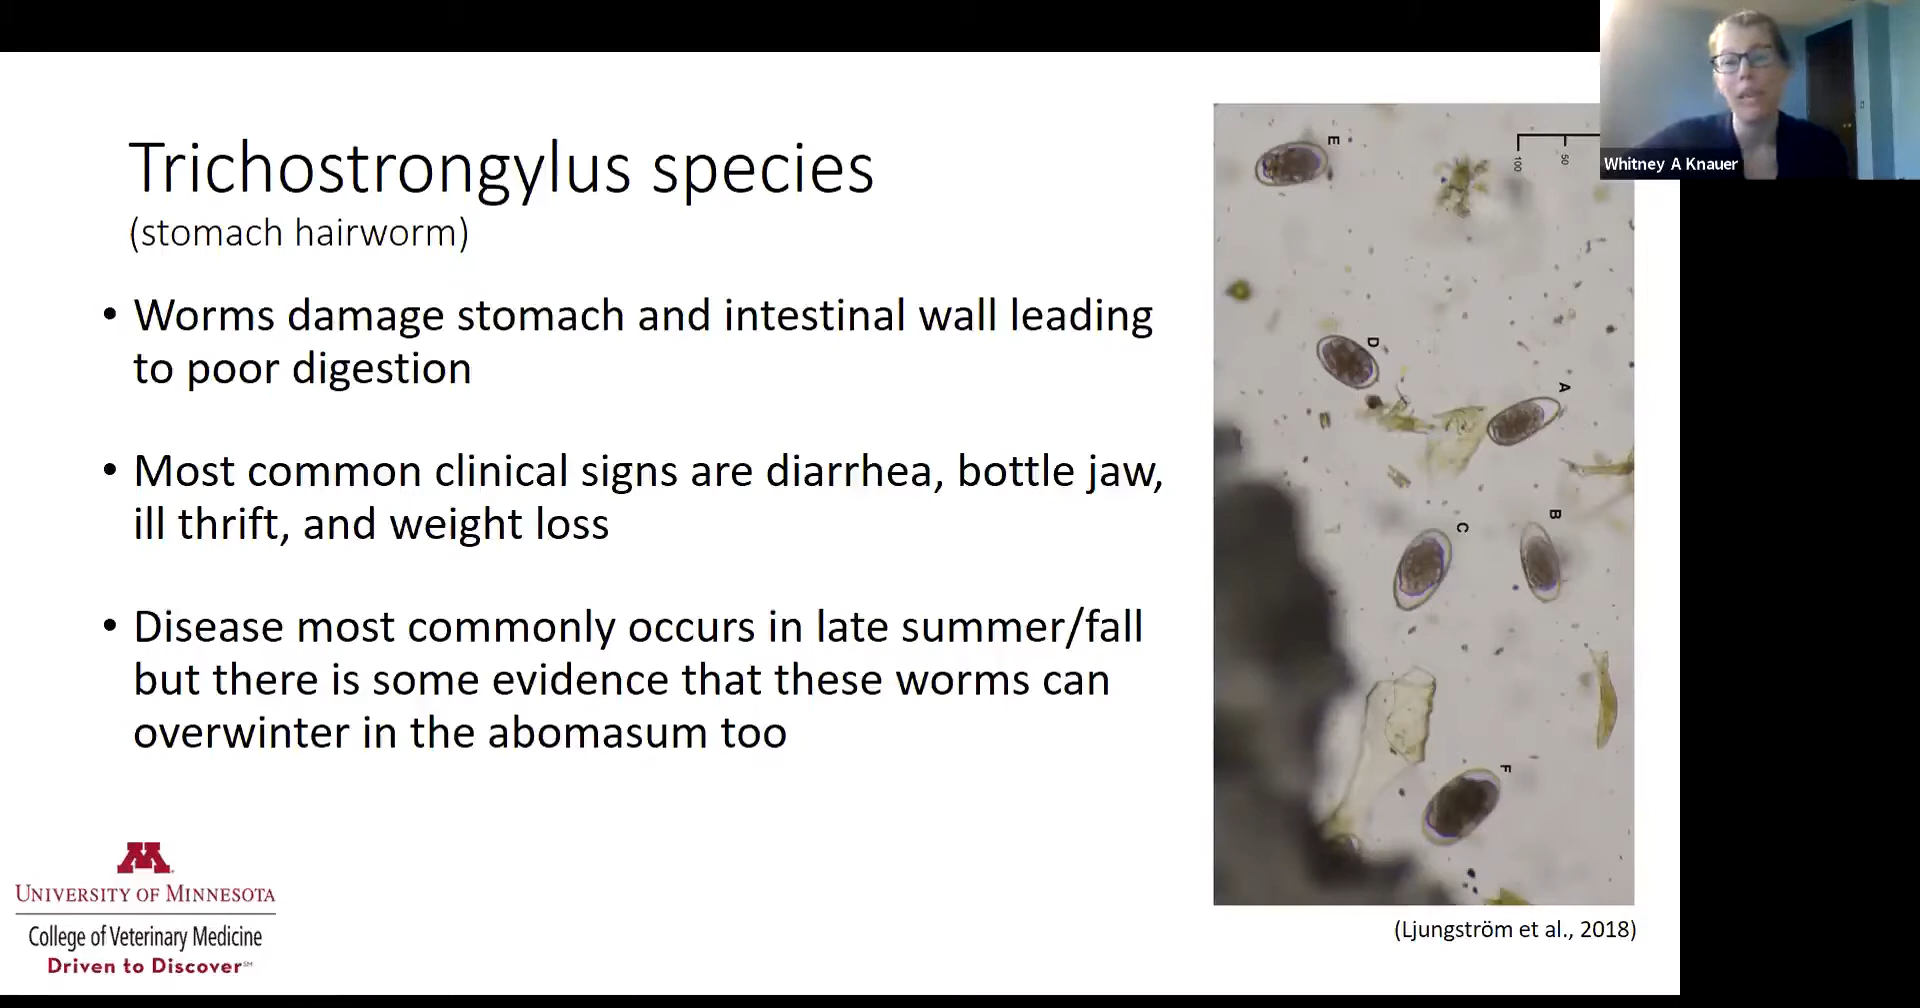 Trichostrongylus species
(stomach hairworm)
• Worms damage stomach and intestinal wall leading
to poor digestion
• Most common clinical signs are diarrhea, bottle jaw,
ill thrift, and weight loss
• Disease most commonly occurs in late summer/fall
but there is some evidence that these worms can
overwinter in the abomasum too
E
100
50
D
A
C
B
F
(Ljungström et al., 2018)
Whitney A Knauer
M
UNIVERSITY OF MINNESOTA
College of Veterinary Medicine
Driven to Discover℠